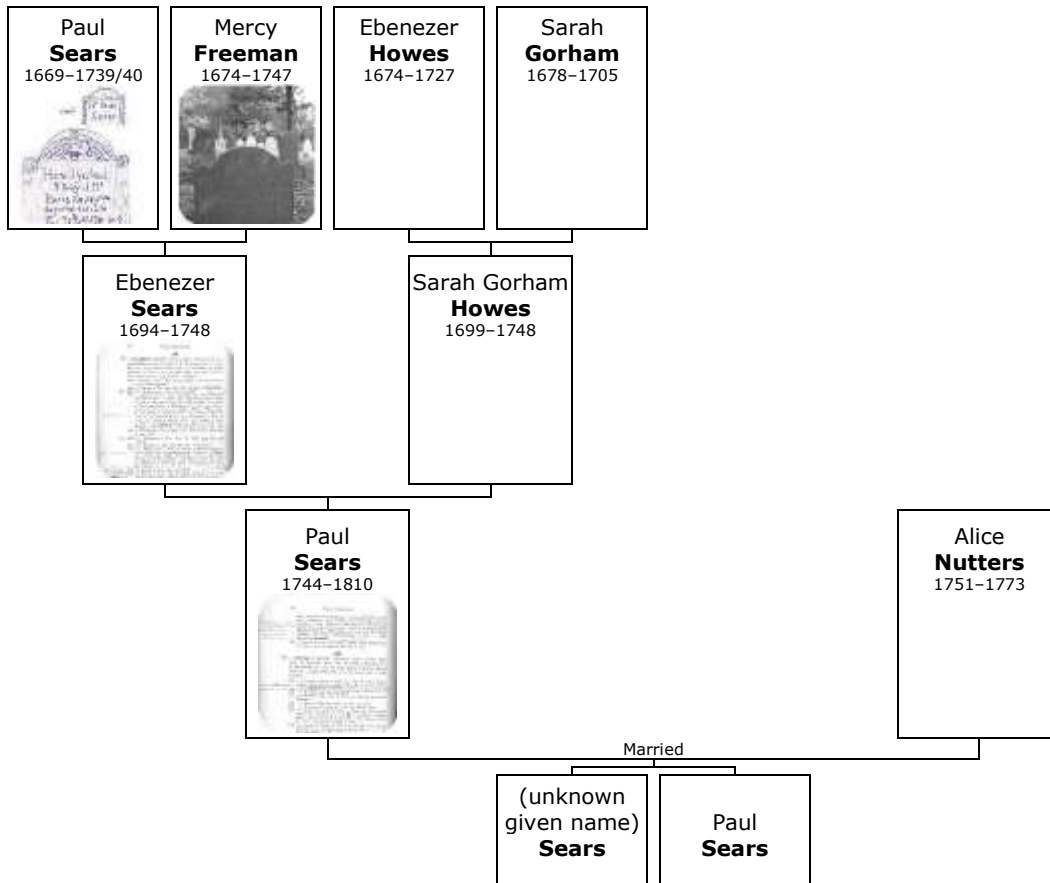 Paul
Sears
1669–1739/40
Mercy
Freeman
1674–1747
Ebenezer
Howes
1674–1727
Sarah
Gorham
1678–1705
Ebenezer
Sears
1694–1748
Sarah Gorham
Howes
1699–1748
Paul
Sears
1744–1810
Alice
Nutters
1751–1773
Married
(unknown
given name)
Sears
Paul
Sears